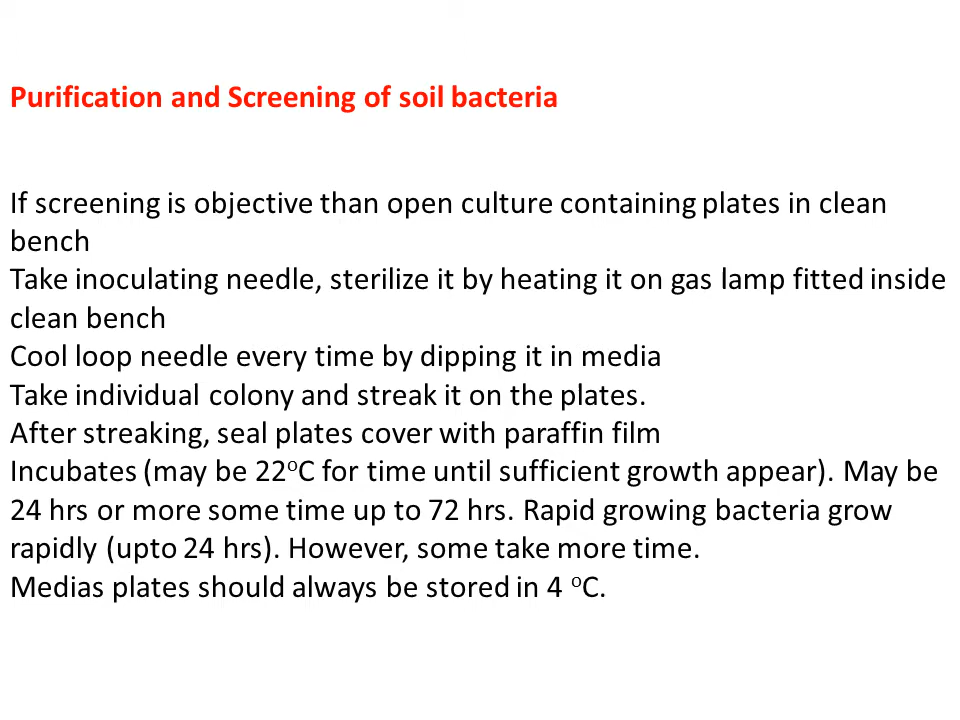 Purification and Screening of soil bacteria
If screening is objective than open culture containing plates in clean
bench
Take inoculating needle, sterilize it by heating it on gas lamp fitted inside
clean bench
Cool loop needle every time by dipping it in media
Take individual colony and streak it on the plates.
After streaking, seal plates cover with paraffin film
Incubates (may be 22ºC for time until sufficient growth appear). May be
24 hrs or more some time up to 72 hrs. Rapid growing bacteria grow
rapidly (upto 24 hrs). However, some take more time.
Medias plates should always be stored in 4 ºC.